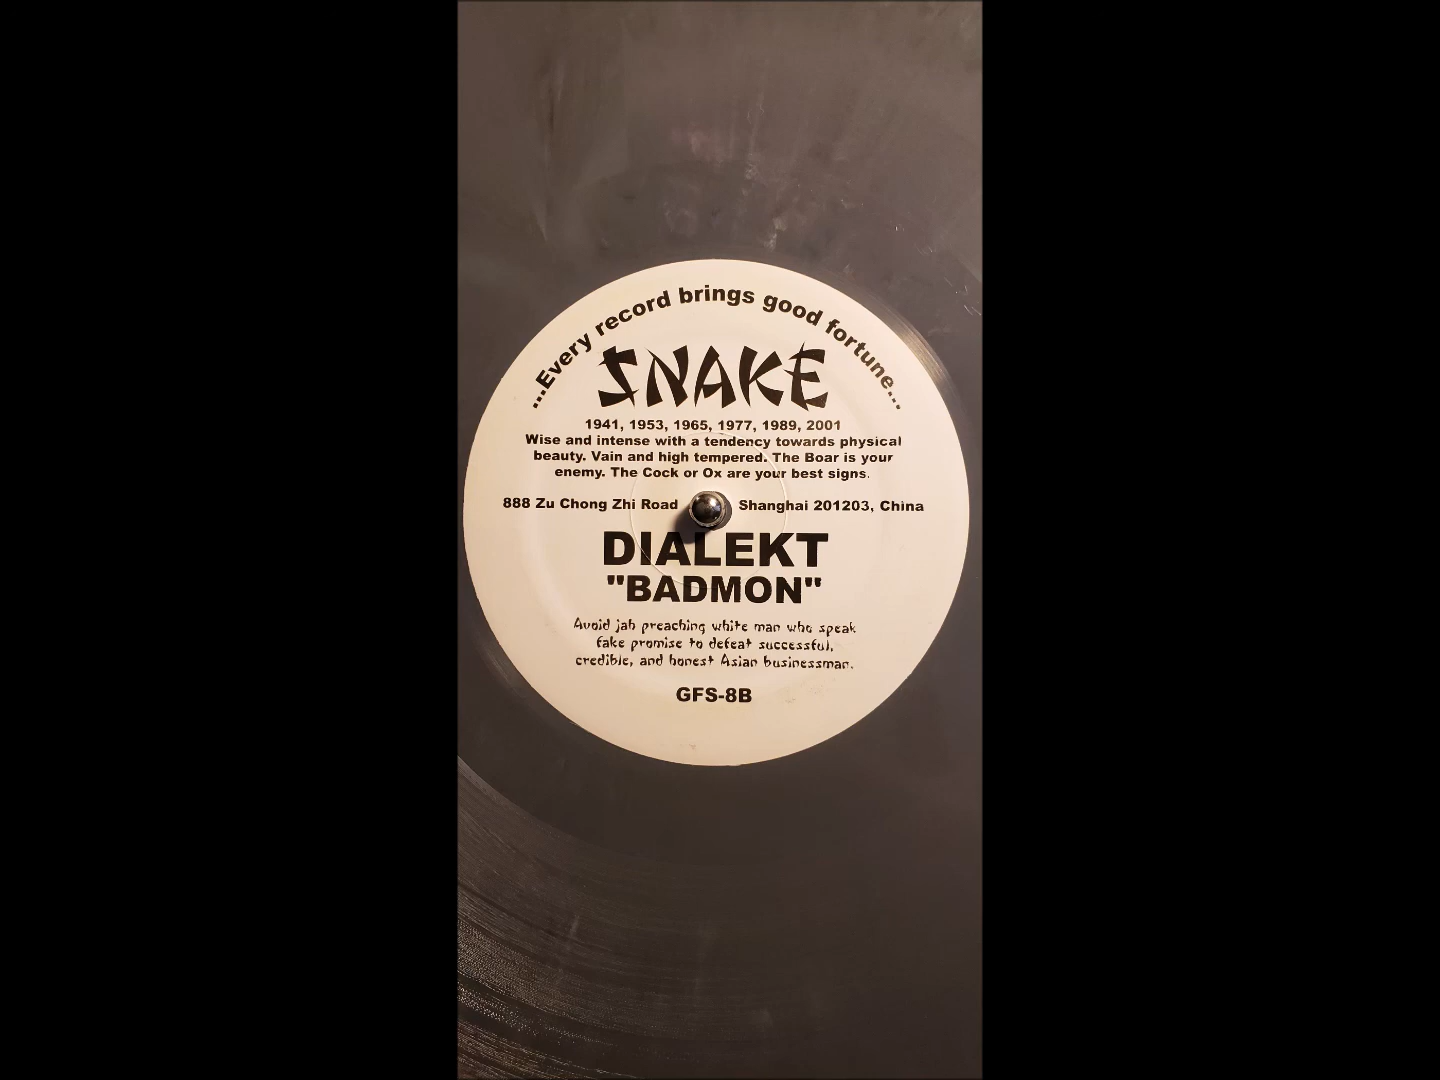 ...Every record brings good fortune...
SNAKE
1941, 1953, 1965, 1977, 1989, 2001
Wise and intense with a tendency towards physical
beauty. Vain and high tempered. The Boar is your
enemy. The Cock or Ox are your best signs.
888 Zu Chong Zhi Road Shanghai 201203, China
DIALEKT
"BADMON"
Avoid jah preaching white man who speak
fake promise to defeat successful,
credible, and honest Asian businessman.
GFS-8B